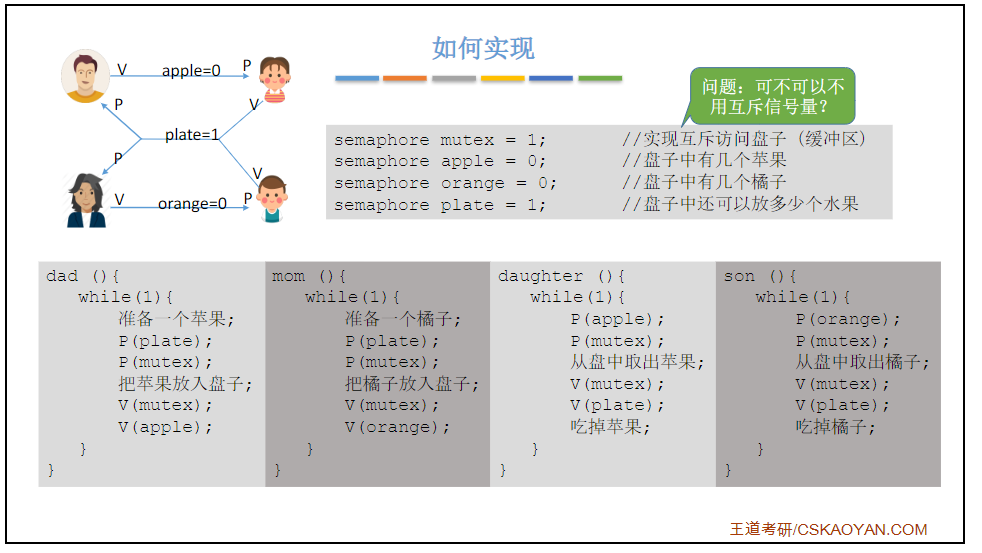 如何实现
V apple=0 P
P V
plate=1
P V
V orange=0 P
问题：可不可以不
用互斥信号量？
semaphore mutex = 1; //实现互斥访问盘子（缓冲区）
semaphore apple = 0; //盘子中有几个苹果
semaphore orange = 0; //盘子中有几个橘子
semaphore plate = 1; //盘子中还可以放多少个水果
dad (){
while(1){
准备一个苹果;
P(plate);
P(mutex);
把苹果放入盘子;
V(mutex);
V(apple);
}
}
mom (){
while(1){
准备一个橘子;
P(plate);
P(mutex);
把橘子放入盘子;
V(mutex);
V(orange);
}
}
daughter (){
while(1){
P(apple);
P(mutex);
从盘中取出苹果;
V(mutex);
V(plate);
吃掉苹果;
}
}
son (){
while(1){
P(orange);
P(mutex);
从盘中取出橘子;
V(mutex);
V(plate);
吃掉橘子;
}
}
王道考研/CSKAOYAN.COM